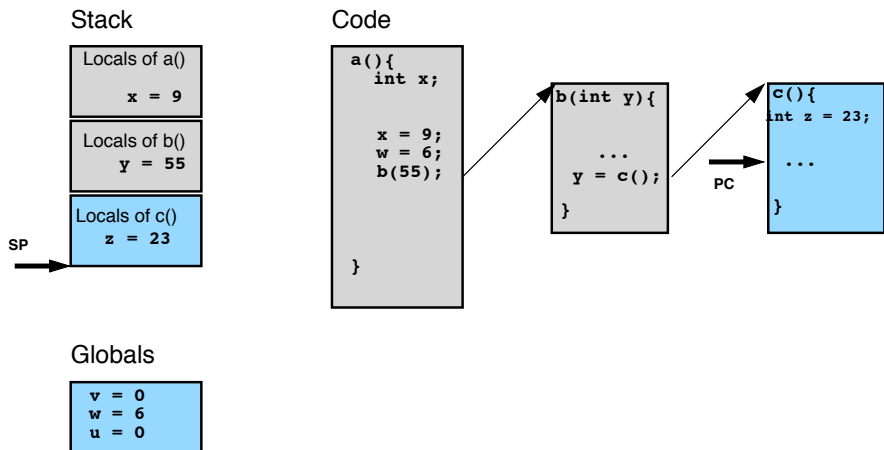 Stack
Locals of a()
x = 9
Locals of b()
y = 55
Locals of c()
z = 23
SP
Globals
v = 0
w = 6
u = 0
Code
a(){
int x;
x = 9;
w = 6;
b(55);
}
b(int y){
...
y = c();
}
PC
c(){
int z = 23;
...
}